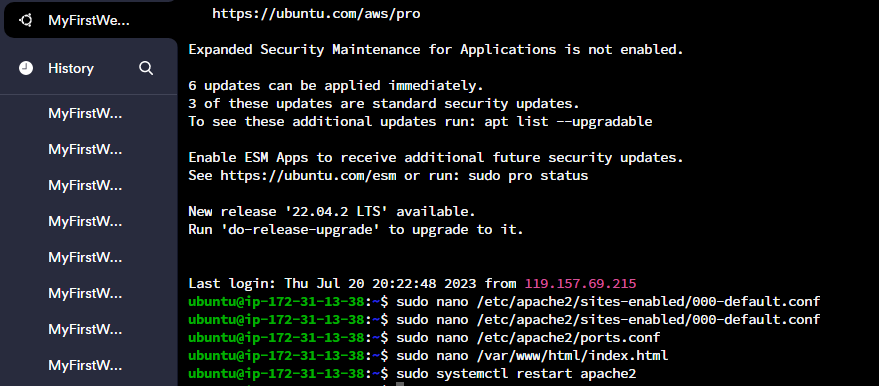 MyFirstWe...
History
MyFirstW...
MyFirstW...
MyFirstW...
MyFirstW...
MyFirstW...
MyFirstW...
MyFirstW...
MyFirstW...
https://ubuntu.com/aws/pro
Expanded Security Maintenance for Applications is not enabled.
6 updates can be applied immediately.
3 of these updates are standard security updates.
To see these additional updates run: apt list --upgradable
Enable ESM Apps to receive additional future security updates.
See https://ubuntu.com/esm or run: sudo pro status
New release '22.04.2 LTS' available.
Run 'do-release-upgrade' to upgrade to it.
Last login: Thu Jul 20 20:22:48 2023 from 119.157.69.215
ubuntu@ip-172-31-13-38:~$ sudo nano /etc/apache2/sites-enabled/000-default.conf
ubuntu@ip-172-31-13-38:~$ sudo nano /etc/apache2/sites-enabled/000-default.conf
ubuntu@ip-172-31-13-38:~$ sudo nano /etc/apache2/ports.conf
ubuntu@ip-172-31-13-38:~$ sudo nano /var/www/html/index.html
ubuntu@ip-172-31-13-38:~$ sudo systemctl restart apache2